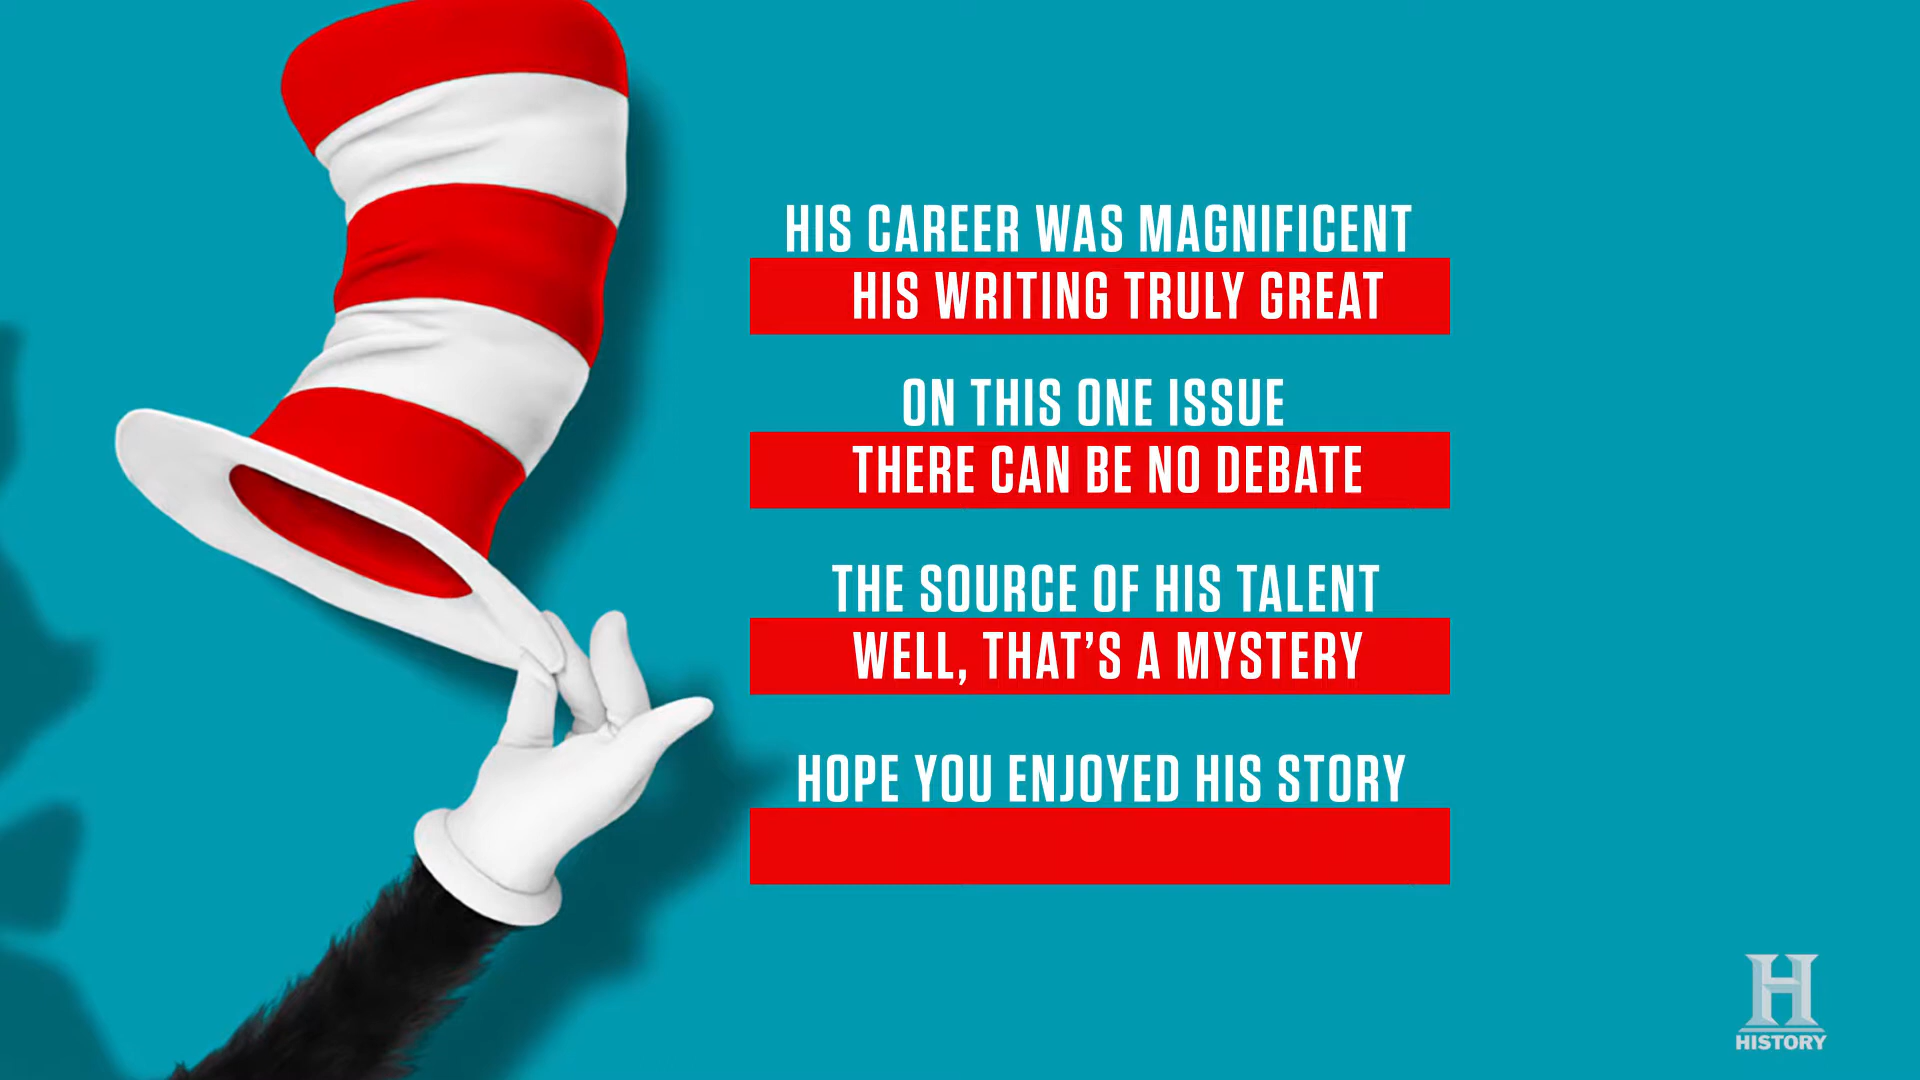 HIS CAREER WAS MAGNIFICENT
HIS WRITING TRULY GREAT
ON THIS ONE ISSUE
THERE CAN BE NO DEBATE
THE SOURCE OF HIS TALENT
WELL, THAT'S A MYSTERY
HOPE YOU ENJOYED HIS STORY
H
HISTORY